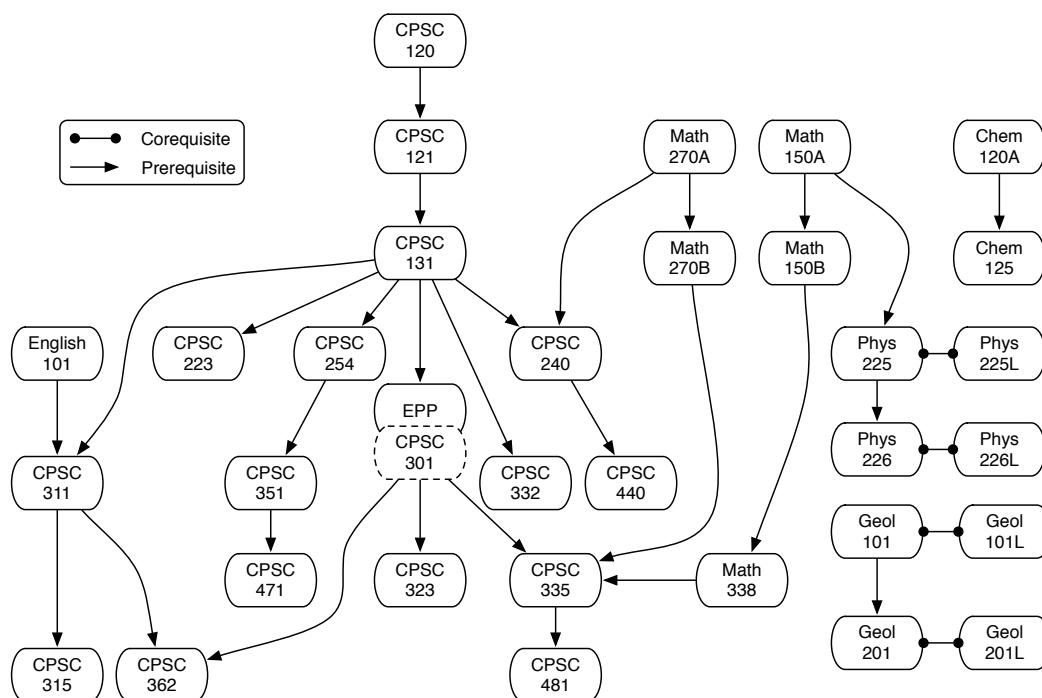 CPSC
120
Corequisite
Prerequisite
CPSC
121
Math
270A
Math
150A
Chem
120A
CPSC
131
Math
270B
Math
150B
Chem
125
English
101
CPSC
223
CPSC
254
CPSC
240
Phys
225
Phys
225L
EPP
CPSC
301
CPSC
311
CPSC
351
CPSC
332
CPSC
440
Phys
226
Phys
226L
Geol
101
Geol
101L
CPSC
471
CPSC
323
CPSC
335
Math
338
CPSC
315
CPSC
362
CPSC
481
Geol
201
Geol
201L